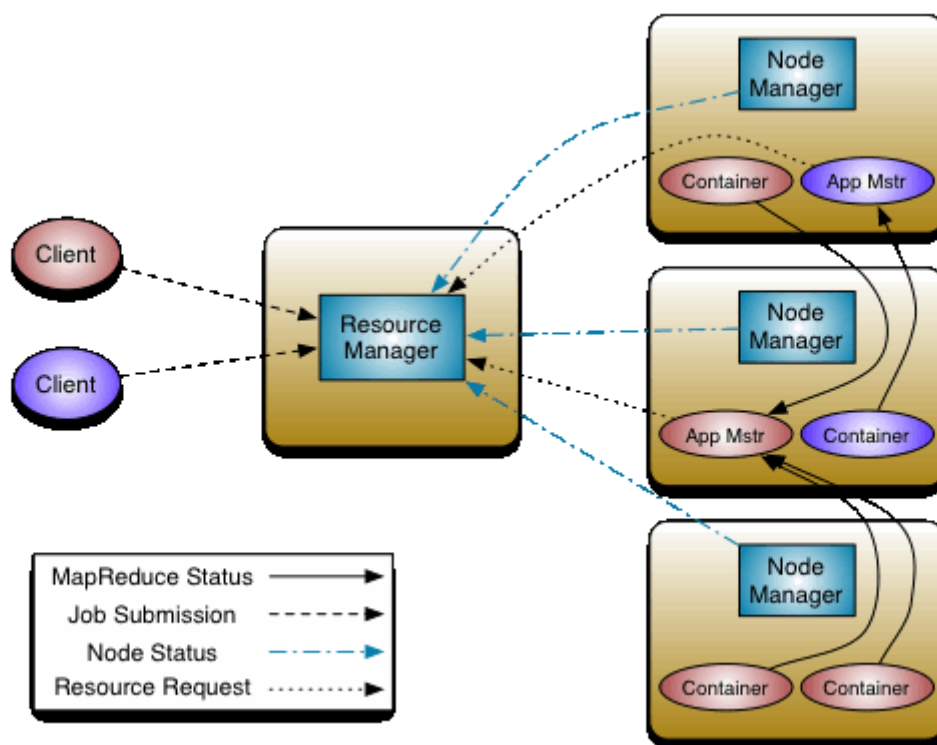 Node
Manager
Container
App Mstr
Client
Resource
Manager
Client
Node
Manager
App Mstr
Container
Node
Manager
Container
Container
MapReduce Status
Job Submission
Node Status
Resource Request